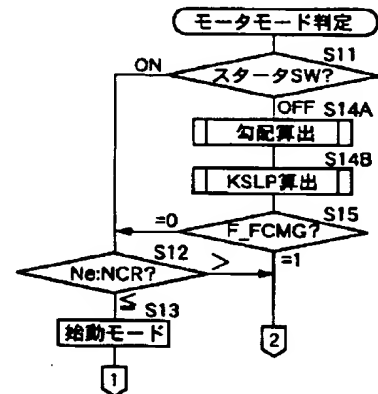 モータモード判定
S11
ON
スタータSW?
OFF
S14A
勾配算出
S14B
KSLP算出
S15
=0
F_FCMG?
S12
Ne:NCR?
>
=1
≦
S13
始動モード
2
1